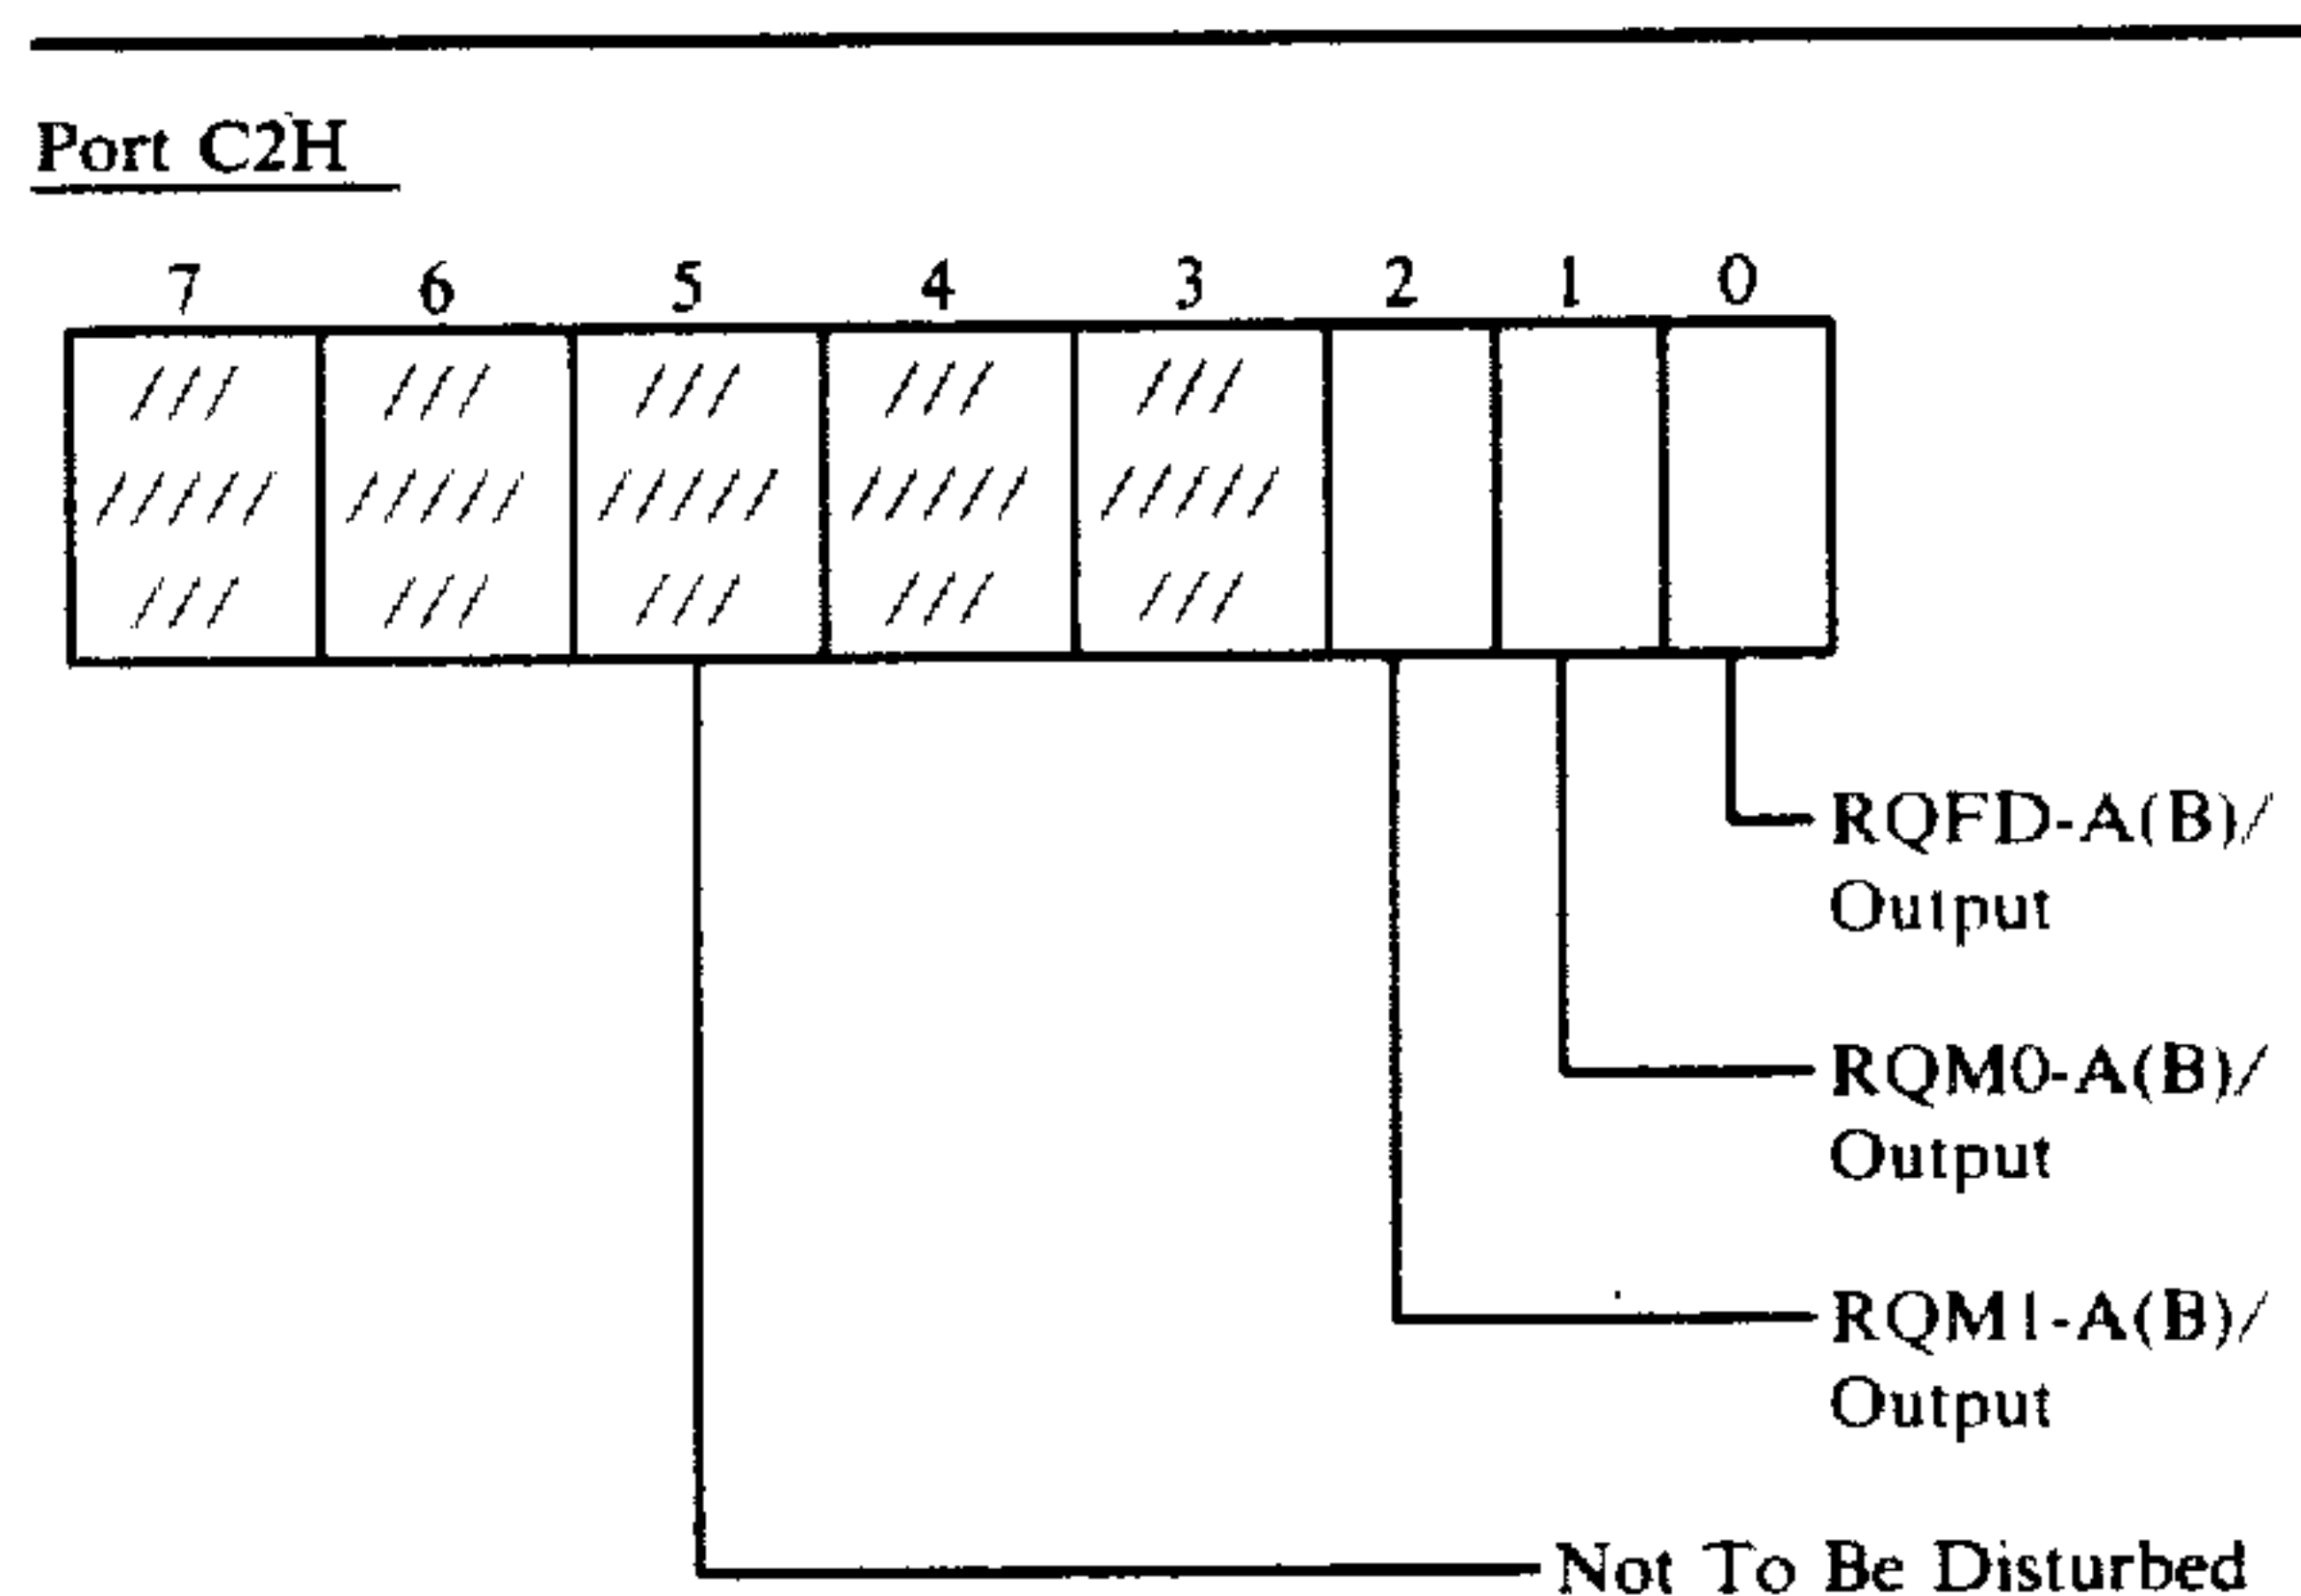 Port C2H
7 6 5 4 3 2 1 0
/// /// /// /// ///
///// ///// ///// ///// /////
/// /// /// /// ///
RQFD-A(B)/
Output
RQM0-A(B)/
Output
RQM1-A(B)/
Output
Not To Be Disturbed